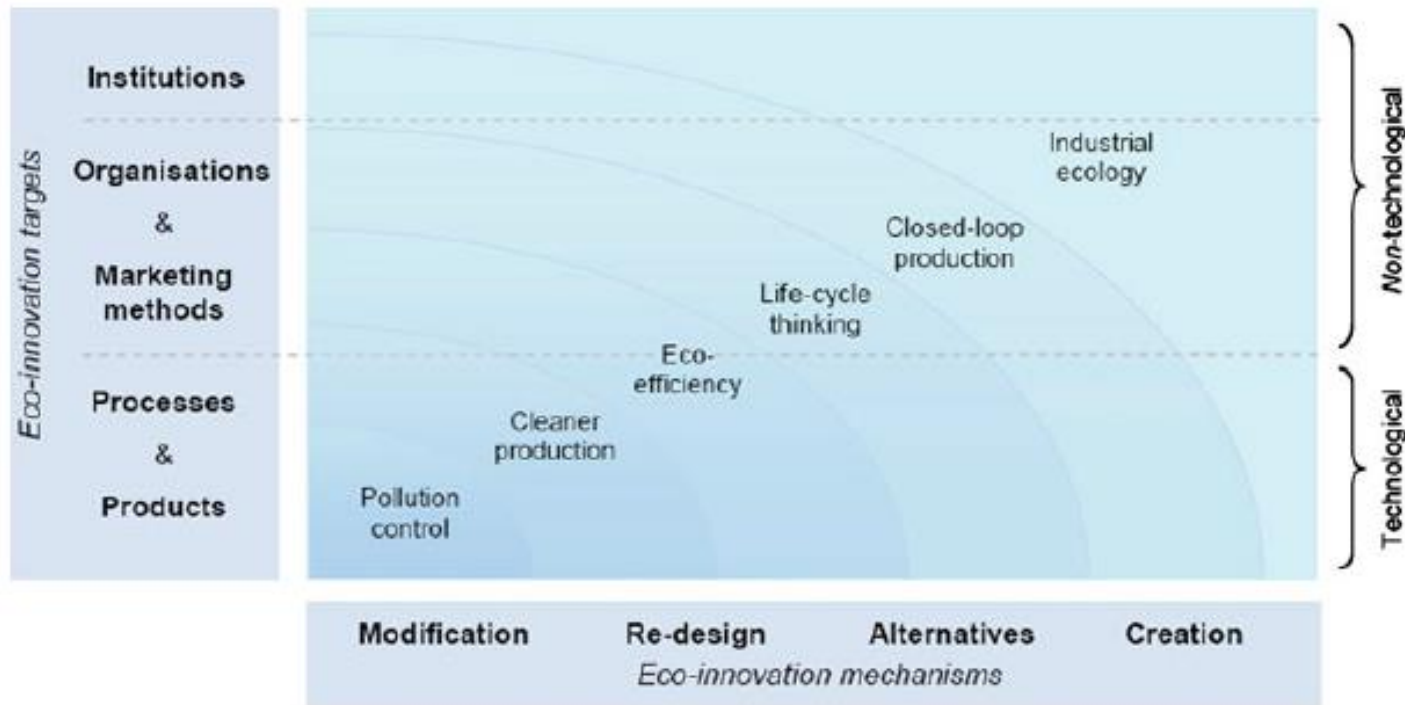 Eco-innovation targets
Institutions
Organisations
&
Marketing
methods
Processes
&
Products
Industrial
ecology
Closed-loop
production
Life-cycle
thinking
Eco-
efficiency
Cleaner
production
Pollution
control
Non-technological
Technological
Modification Re-design Alternatives Creation
Eco-innovation mechanisms